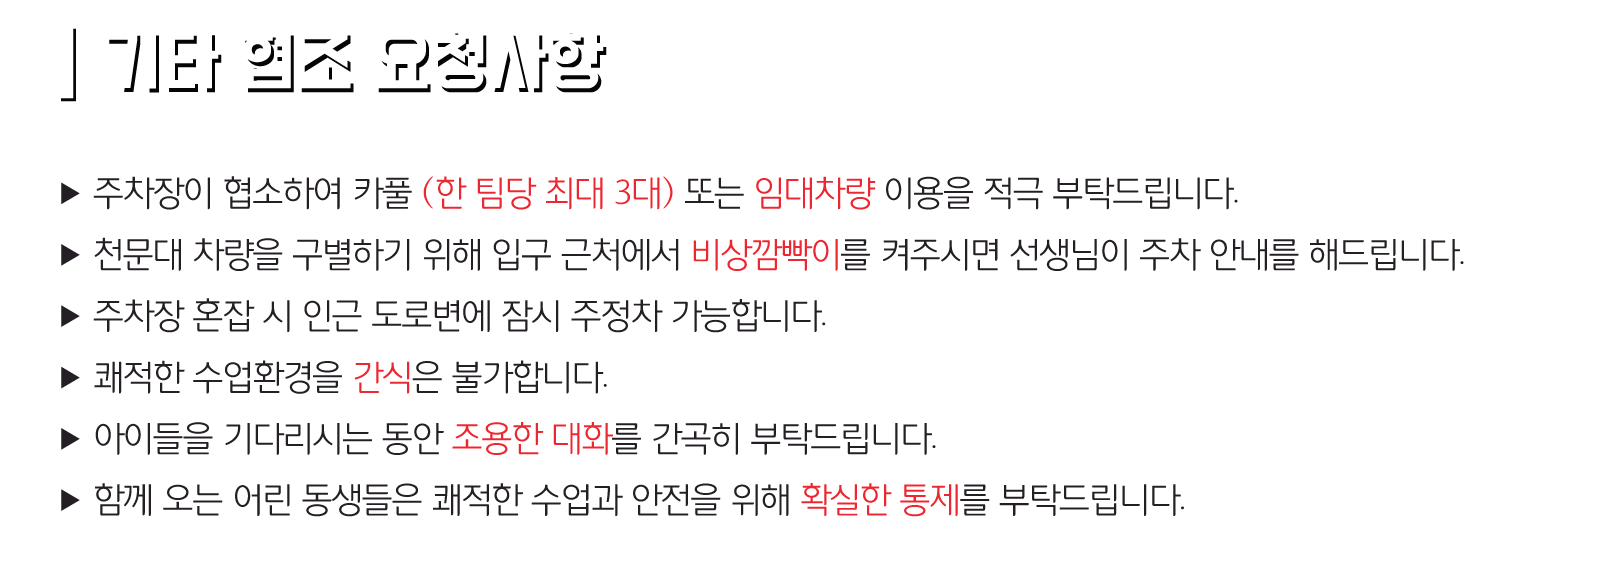 기타 협조 요청사항
▶ 주차장이 협소하여 카풀 (한 팀당 최대 3대) 또는 임대차량 이용을 적극 부탁드립니다.
▶ 천문대 차량을 구별하기 위해 입구 근처에서 비상깜빡이를 켜주시면 선생님이 주차 안내를 해드립니다.
▶ 주차장 혼잡 시 인근 도로변에 잠시 주정차 가능합니다.
▶ 쾌적한 수업환경을 간식은 불가합니다.
▶ 아이들을 기다리시는 동안 조용한 대화를 간곡히 부탁드립니다.
▶ 함께 오는 어린 동생들은 쾌적한 수업과 안전을 위해 확실한 통제를 부탁드립니다.